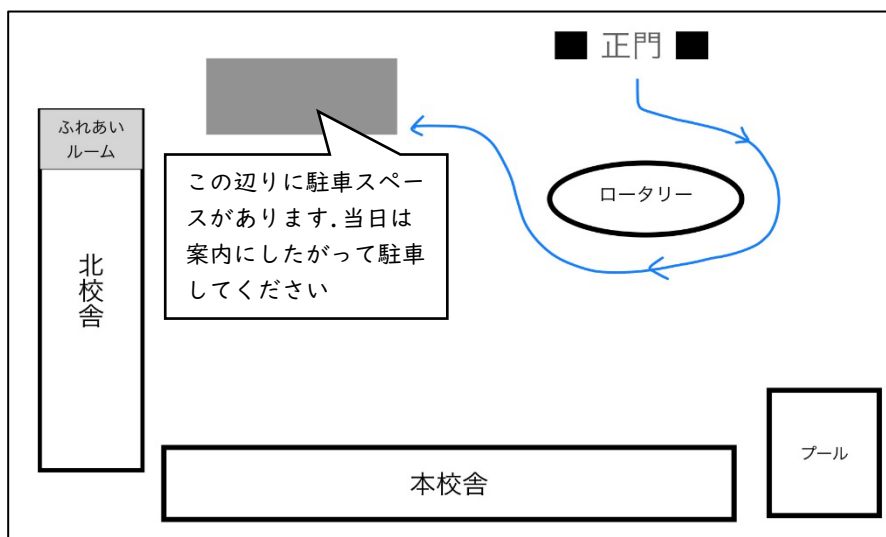 正門
ふれあい
ルーム
この辺りに駐車スペー
スがあります.当日は
案内にしたがって駐車
してください
ロータリー
北校舎
プール
本校舎